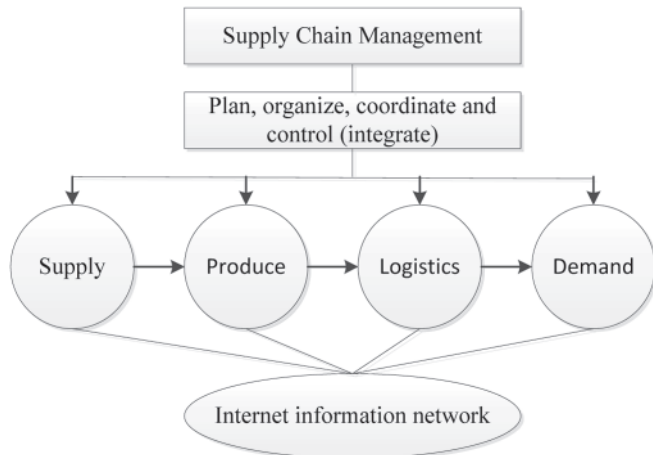 Supply Chain Management
Plan, organize, coordinate and
control (integrate)
Supply
Produce
Logistics
Demand
Internet information network